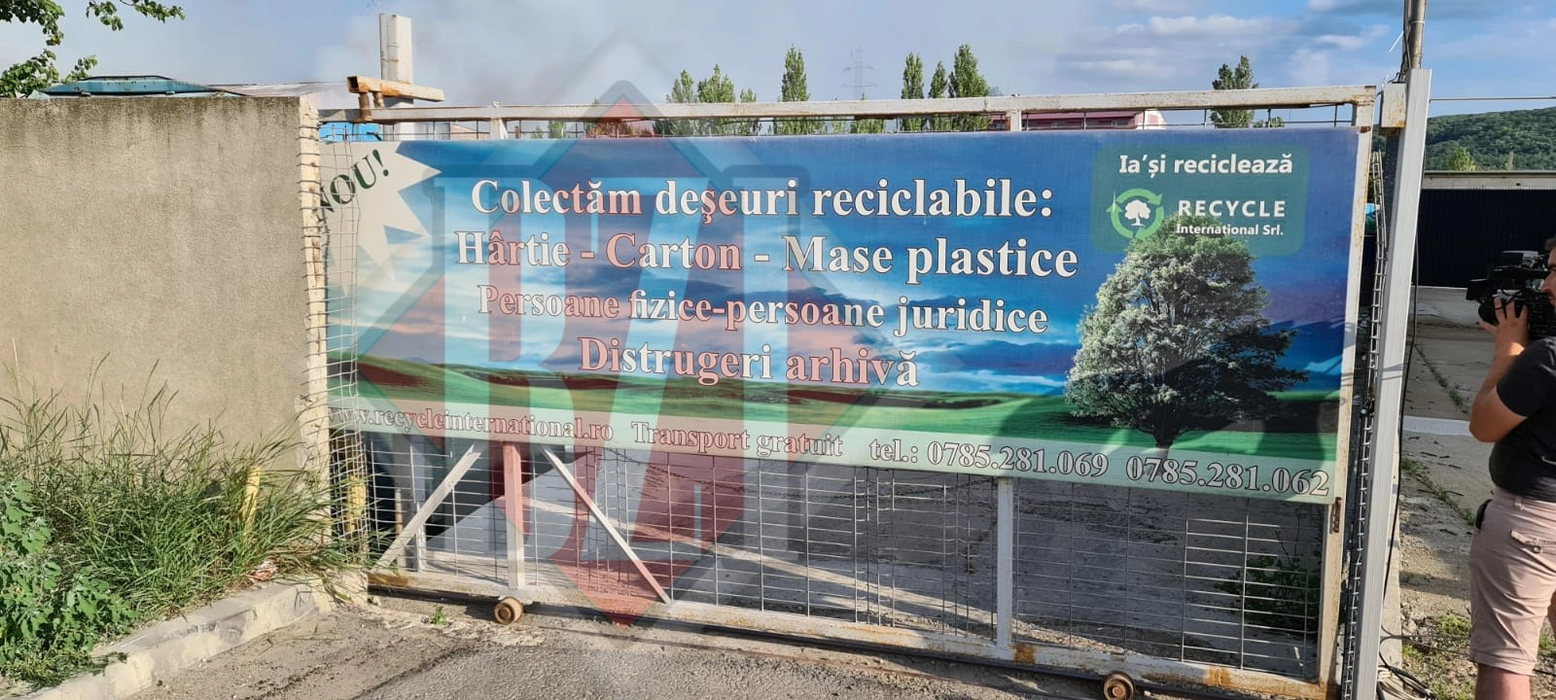 NOU!
Colectăm deşeuri reciclabile:
Hârtie - Carton - Mase plastice
Persoane fizice-persoane juridice
Distrugeri arhivă
www.recycleinternational.ro Transport gratuit tel.: 0785.281.069 0785.281.062
Ia'și reciclează
RECYCLE
International Srl.
BZI